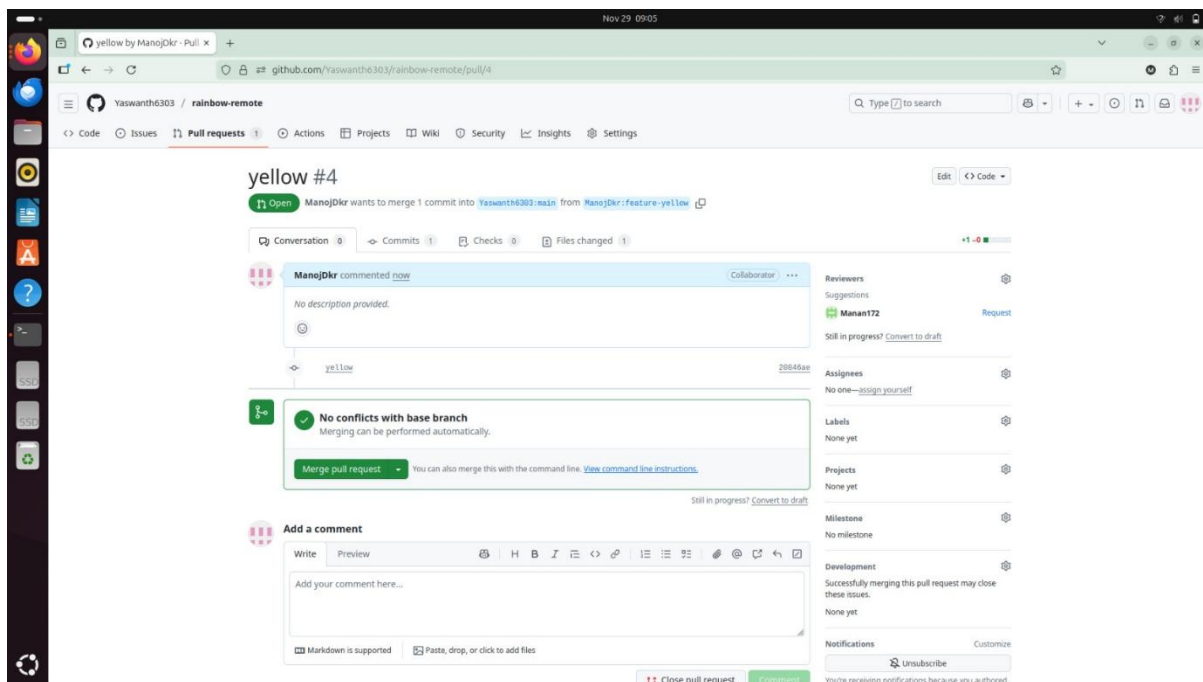 Nov 29 09:05
yellow by ManojDkr · Pull
github.com/Yaswanth6303/rainbow-remote/pull/4
Yaswanth6303 / rainbow-remote
Type / to search
Code Issues Pull requests 1 Actions Projects Wiki Security Insights Settings
yellow #4
Edit Code
Open ManojDkr wants to merge 1 commit into Yaswanth6303:main from ManojDkr:feature-yellow
Conversation 0 Commits 1 Checks 0 Files changed 1
+1 −0
ManojDkr commented now
Collaborator
No description provided.
yellow 20846ae
No conflicts with base branch
Merging can be performed automatically.
Merge pull request You can also merge this with the command line. View command line instructions.
Still in progress? Convert to draft
Add a comment
Write Preview
Add your comment here...
Markdown is supported Paste, drop, or click to add files
Close pull request Comment
Reviewers
Suggestions
Manan172 Request
Still in progress? Convert to draft
Assignees
No one—assign yourself
Labels
None yet
Projects
None yet
Milestone
No milestone
Development
Successfully merging this pull request may close
these issues.
None yet
Notifications Customize
Unsubscribe
You're receiving notifications because you authored
SSD
SSD